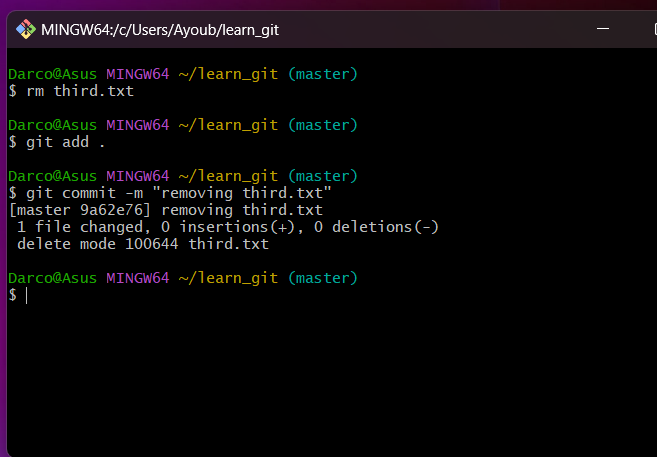 MINGW64:/c/Users/Ayoub/learn_git
Darco@Asus MINGW64 ~/learn_git (master)
$ rm third.txt
Darco@Asus MINGW64 ~/learn_git (master)
$ git add .
Darco@Asus MINGW64 ~/learn_git (master)
$ git commit -m "removing third.txt"
[master 9a62e76] removing third.txt
 1 file changed, 0 insertions(+), 0 deletions(-)
 delete mode 100644 third.txt
Darco@Asus MINGW64 ~/learn_git (master)
$